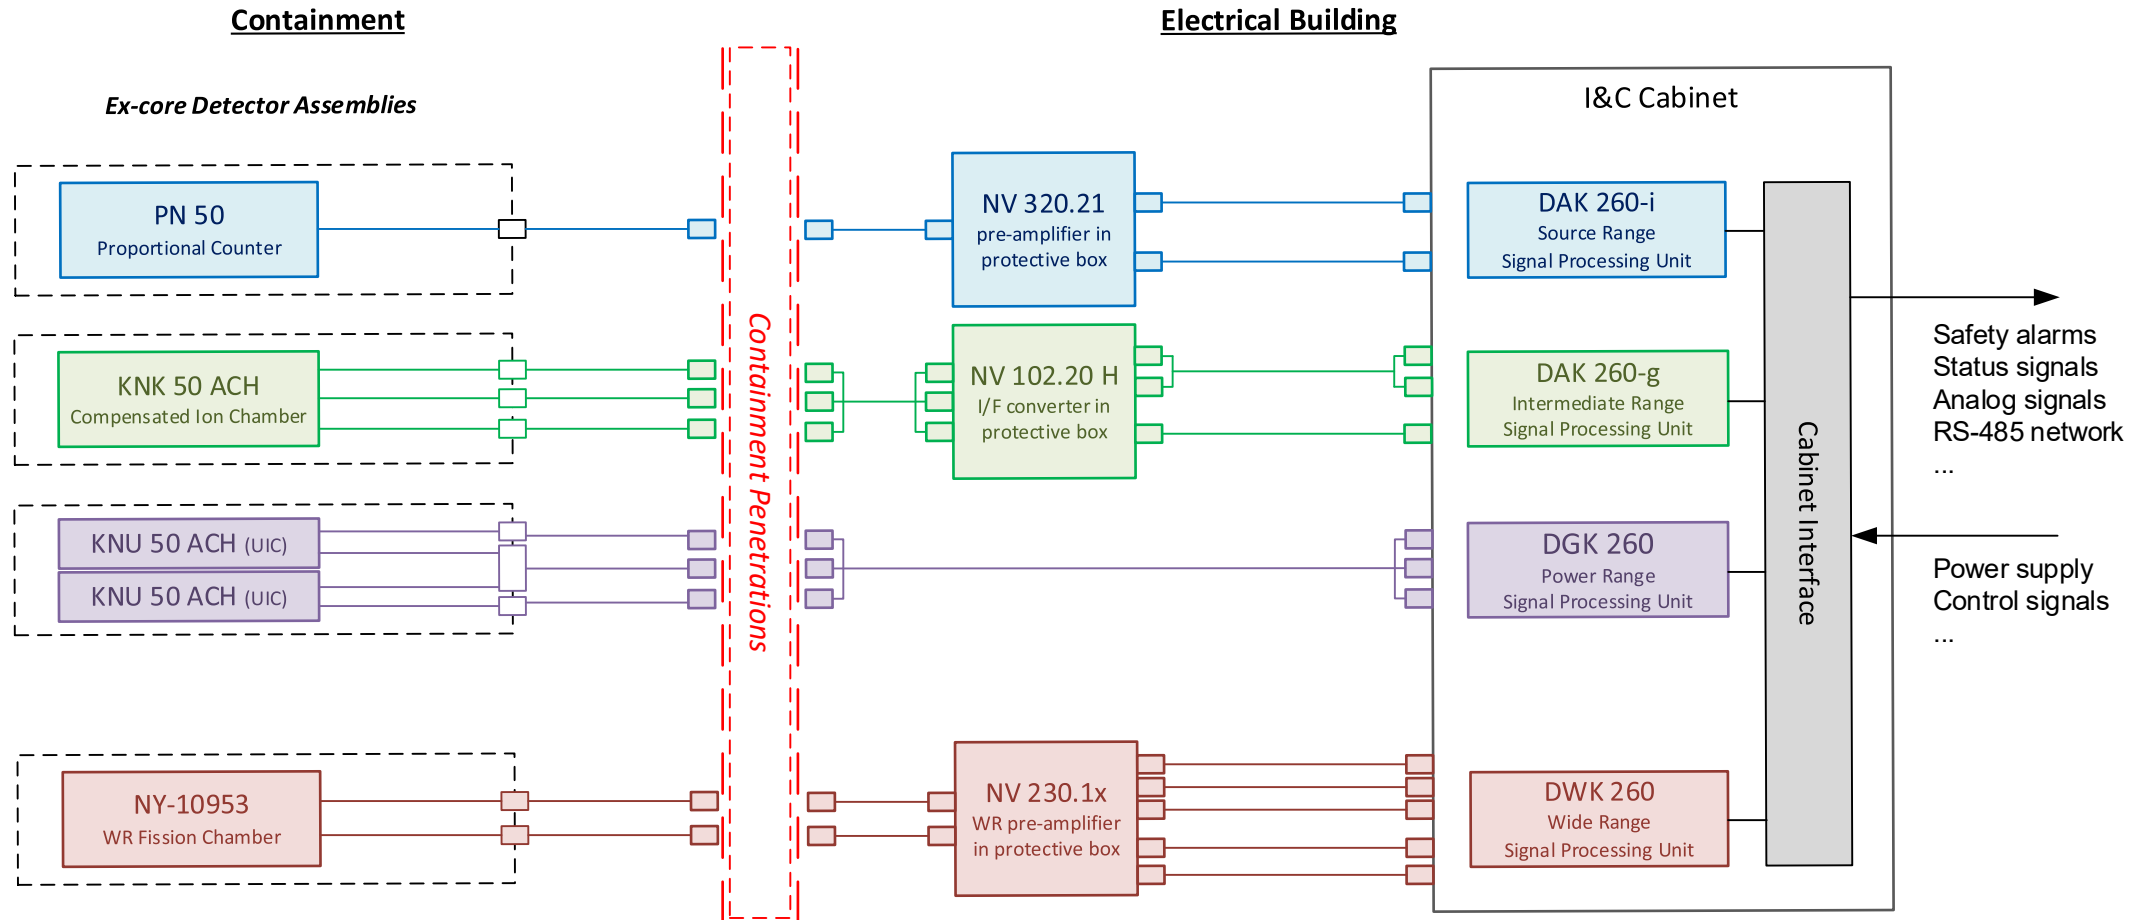 Containment
Electrical Building
Ex-core Detector Assemblies
I&C Cabinet
PN 50
Proportional Counter
NV 320.21
pre-amplifier in
protective box
DAK 260-i
Source Range
Signal Processing Unit
KNK 50 ACH
Compensated Ion Chamber
NV 102.20 H
I/F converter in
protective box
DAK 260-g
Intermediate Range
Signal Processing Unit
KNU 50 ACH (UIC)
KNU 50 ACH (UIC)
DGK 260
Power Range
Signal Processing Unit
NY-10953
WR Fission Chamber
NV 230.1x
WR pre-amplifier
in protective box
DWK 260
Wide Range
Signal Processing Unit
Containment Penetrations
Cabinet Interface
Safety alarms
Status signals
Analog signals
RS-485 network
...
Power supply
Control signals
...